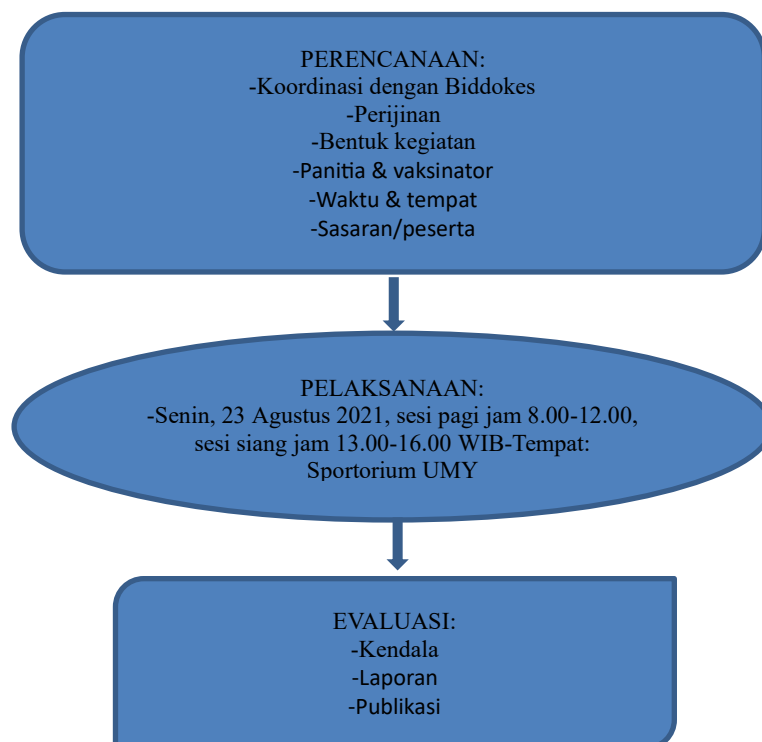 PERENCANAAN:
-Koordinasi dengan Biddokes
-Perijinan
-Bentuk kegiatan
-Panitia & vaksinator
-Waktu & tempat
-Sasaran/peserta
PELAKSANAAN:
-Senin, 23 Agustus 2021, sesi pagi jam 8.00-12.00,
sesi siang jam 13.00-16.00 WIB-Tempat:
Sportorium UMY
EVALUASI:
-Kendala
-Laporan
-Publikasi